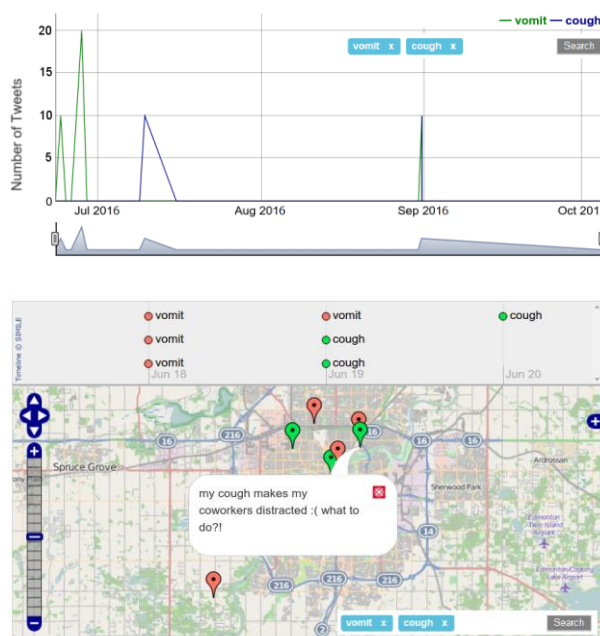 vomit cough
20
vomit x cough x Search
15
Number of Tweets
10
5
0
Jul 2016 Aug 2016 Sep 2016 Oct 201
Timeline © SIMILE
vomit vomit cough
vomit cough
vomit cough
Jun 18 Jun 19 Jun 20
16 216 16 16
Spruce Grove
Ardrossan
Sherwood Park
my cough makes my
coworkers distracted :( what to
do?!
14
Edmonton
Twin Island
Airport
Edmonton/Cooking
Lake Airport
216 216 216
2
vomit x cough x Search